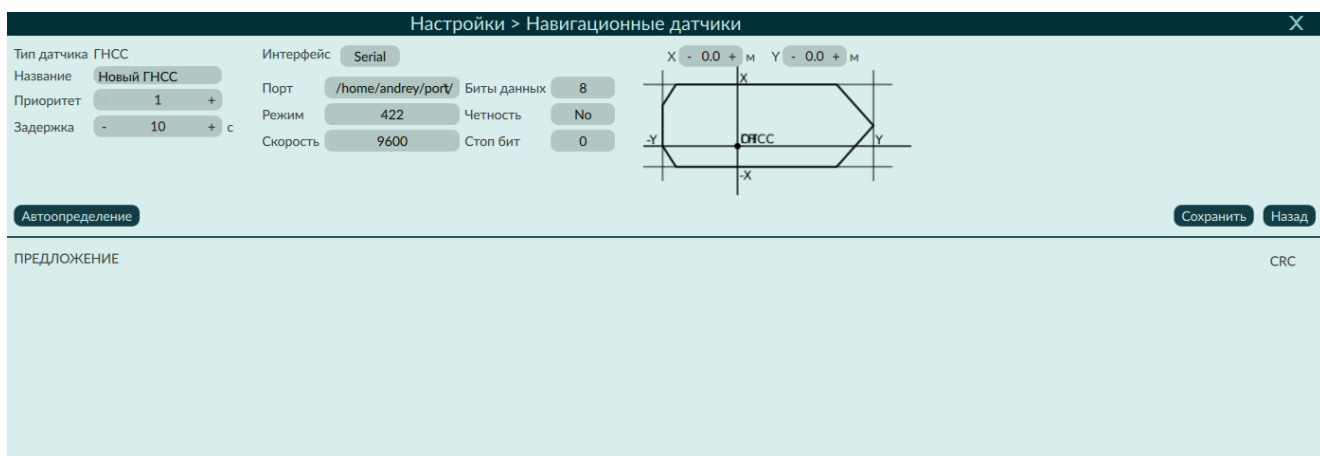 Настройки > Навигационные датчики X
Тип датчика ГНСС
Название Новый ГНСС
Приоритет - 1 +
Задержка - 10 + с
Интерфейс Serial
Порт /home/andrey/port/ Биты данных 8
Режим 422 Четность No
Скорость 9600 Стоп бит 0
X - 0.0 + м Y - 0.0 + м
X
-Y Y
-X
Автоопределение
Сохранить Назад
ПРЕДЛОЖЕНИЕ CRC